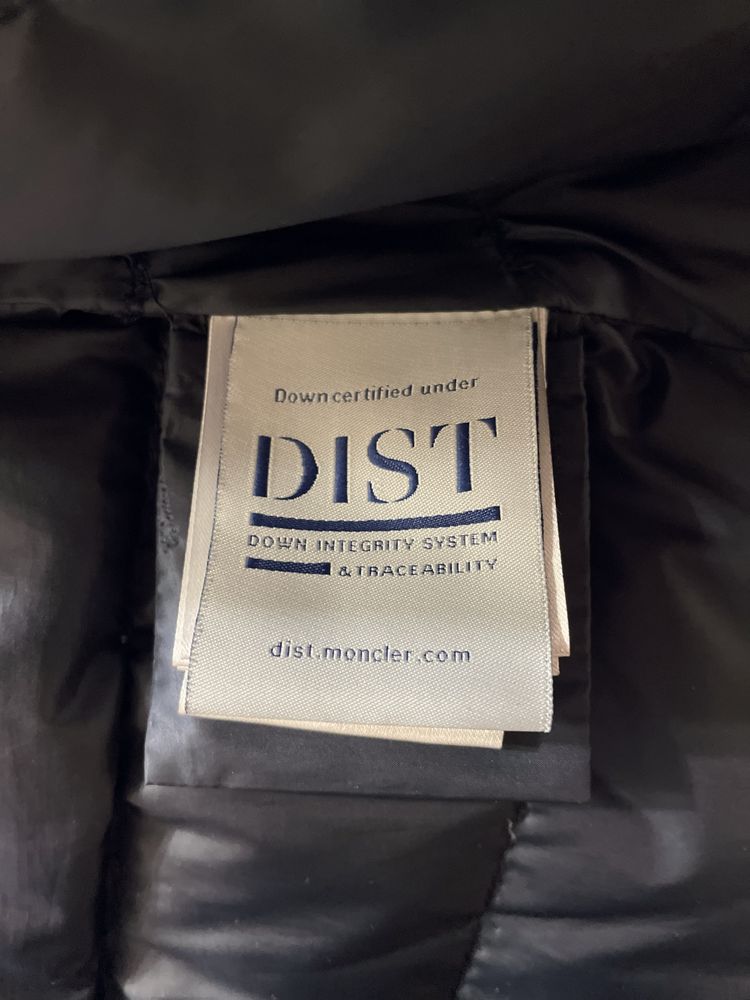 Down certified under
DIST
DOWN INTEGRITY SYSTEM
& TRACEABILITY
dist.moncler.com